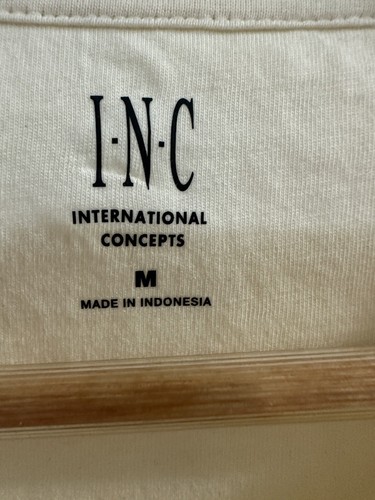 I·N·C
INTERNATIONAL
CONCEPTS
M
MADE IN INDONESIA